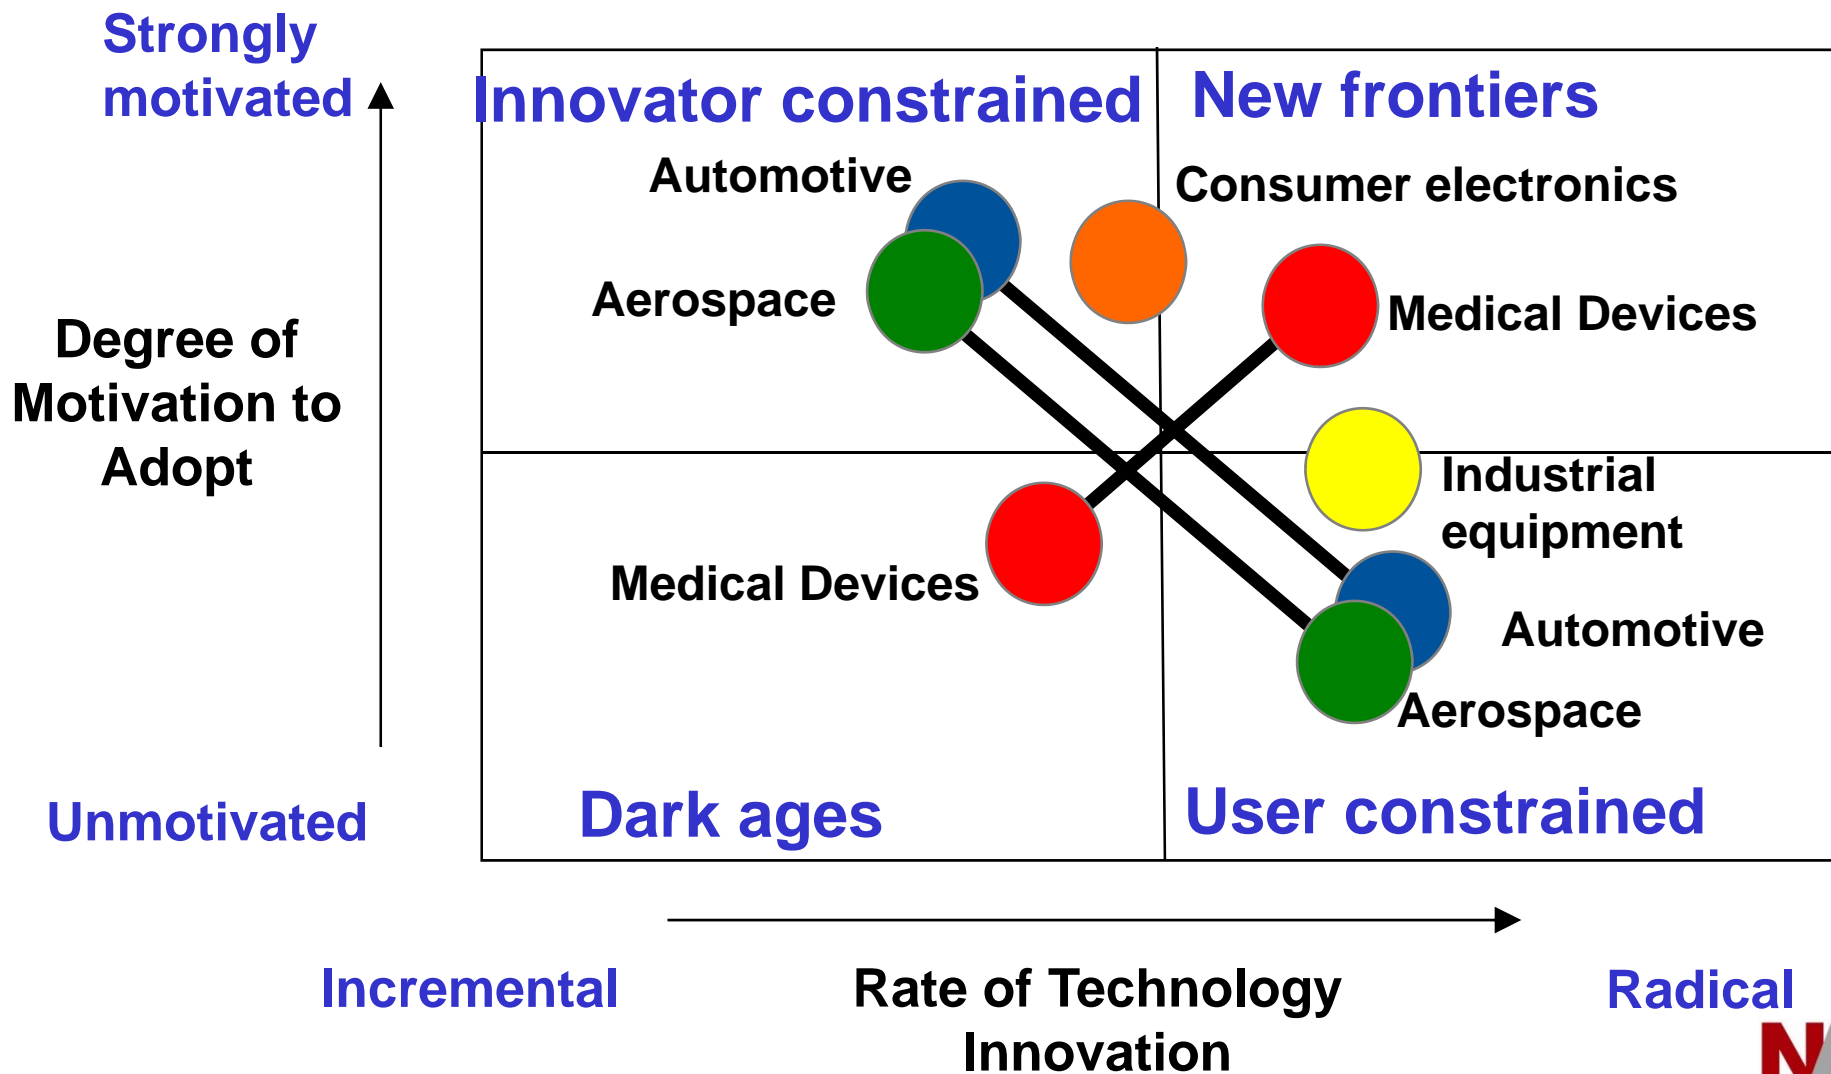 Strongly
motivated
Innovator constrained
New frontiers
Automotive
Consumer electronics
Aerospace
Medical Devices
Degree of
Motivation to
Adopt
Industrial
equipment
Medical Devices
Automotive
Aerospace
Unmotivated
Dark ages
User constrained
Incremental
Rate of Technology
Innovation
Radical